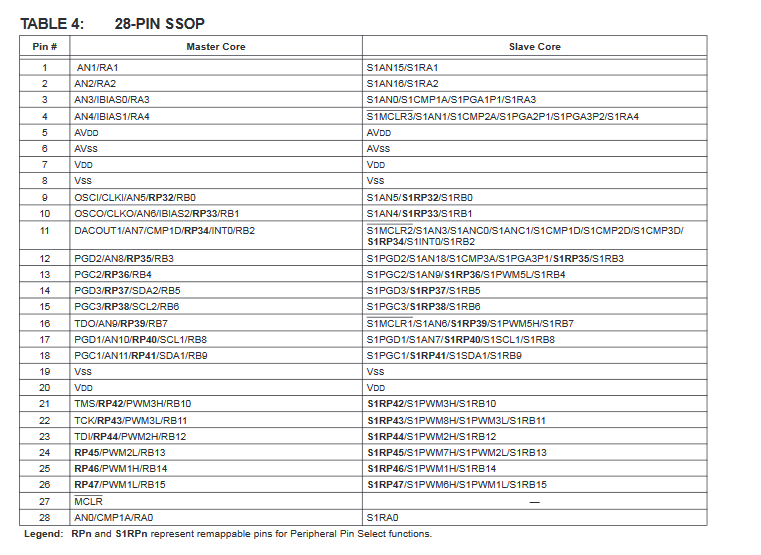 TABLE 4: 28-PIN SSOP
Pin # Master Core Slave Core
1 AN1/RA1 S1AN15/S1RA1
2 AN2/RA2 S1AN16/S1RA2
3 AN3/IBIAS0/RA3 S1AN0/S1CMP1A/S1PGA1P1/S1RA3
4 AN4/IBIAS1/RA4 S1MCLR3/S1AN1/S1CMP2A/S1PGA2P1/S1PGA3P2/S1RA4
5 AVDD AVDD
6 AVSS AVSS
7 VDD VDD
8 VSS VSS
9 OSCI/CLKI/AN5/RP32/RB0 S1AN5/S1RP32/S1RB0
10 OSCO/CLKO/AN6/IBIAS2/RP33/RB1 S1AN4/S1RP33/S1RB1
11 DACOUT1/AN7/CMP1D/RP34/INT0/RB2 S1MCLR2/S1AN3/S1ANC0/S1ANC1/S1CMP1D/S1CMP2D/S1CMP3D/
S1RP34/S1INT0/S1RB2
12 PGD2/AN8/RP35/RB3 S1PGD2/S1AN18/S1CMP3A/S1PGA3P1/S1RP35/S1RB3
13 PGC2/RP36/RB4 S1PGC2/S1AN9/S1RP36/S1PWM5L/S1RB4
14 PGD3/RP37/SDA2/RB5 S1PGD3/S1RP37/S1RB5
15 PGC3/RP38/SCL2/RB6 S1PGC3/S1RP38/S1RB6
16 TDO/AN9/RP39/RB7 S1MCLR1/S1AN6/S1RP39/S1PWM5H/S1RB7
17 PGD1/AN10/RP40/SCL1/RB8 S1PGD1/S1AN7/S1RP40/S1SCL1/S1RB8
18 PGC1/AN11/RP41/SDA1/RB9 S1PGC1/S1RP41/S1SDA1/S1RB9
19 VSS VSS
20 VDD VDD
21 TMS/RP42/PWM3H/RB10 S1RP42/S1PWM3H/S1RB10
22 TCK/RP43/PWM3L/RB11 S1RP43/S1PWM8H/S1PWM3L/S1RB11
23 TDI/RP44/PWM2H/RB12 S1RP44/S1PWM2H/S1RB12
24 RP45/PWM2L/RB13 S1RP45/S1PWM7H/S1PWM2L/S1RB13
25 RP46/PWM1H/RB14 S1RP46/S1PWM1H/S1RB14
26 RP47/PWM1L/RB15 S1RP47/S1PWM6H/S1PWM1L/S1RB15
27 MCLR —
28 AN0/CMP1A/RA0 S1RA0
Legend: RPn and S1RPn represent remappable pins for Peripheral Pin Select functions.